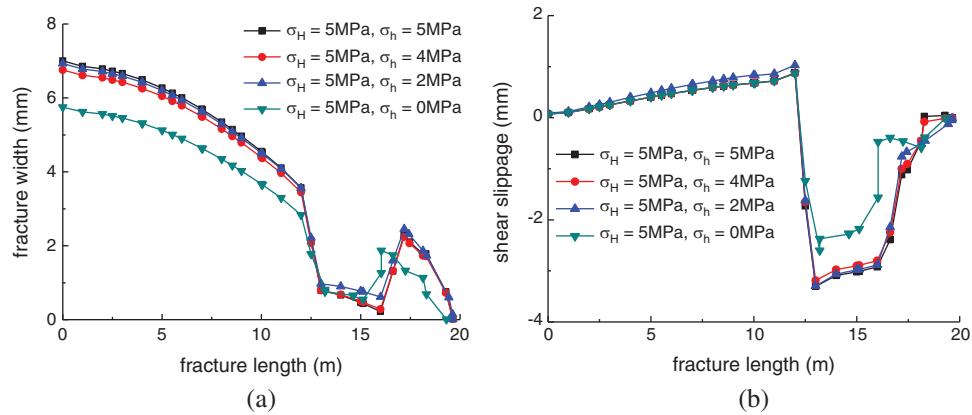 (a)
fracture width (mm)
8
6
4
2
0
σH = 5MPa, σh = 5MPa
σH = 5MPa, σh = 4MPa
σH = 5MPa, σh = 2MPa
σH = 5MPa, σh = 0MPa
0 5 10 15 20
fracture length (m)
(a)
(b)
shear slippage (mm)
2
0
-2
-4
σH = 5MPa, σh = 5MPa
σH = 5MPa, σh = 4MPa
σH = 5MPa, σh = 2MPa
σH = 5MPa, σh = 0MPa
0 5 10 15 20
fracture length (m)
(b)